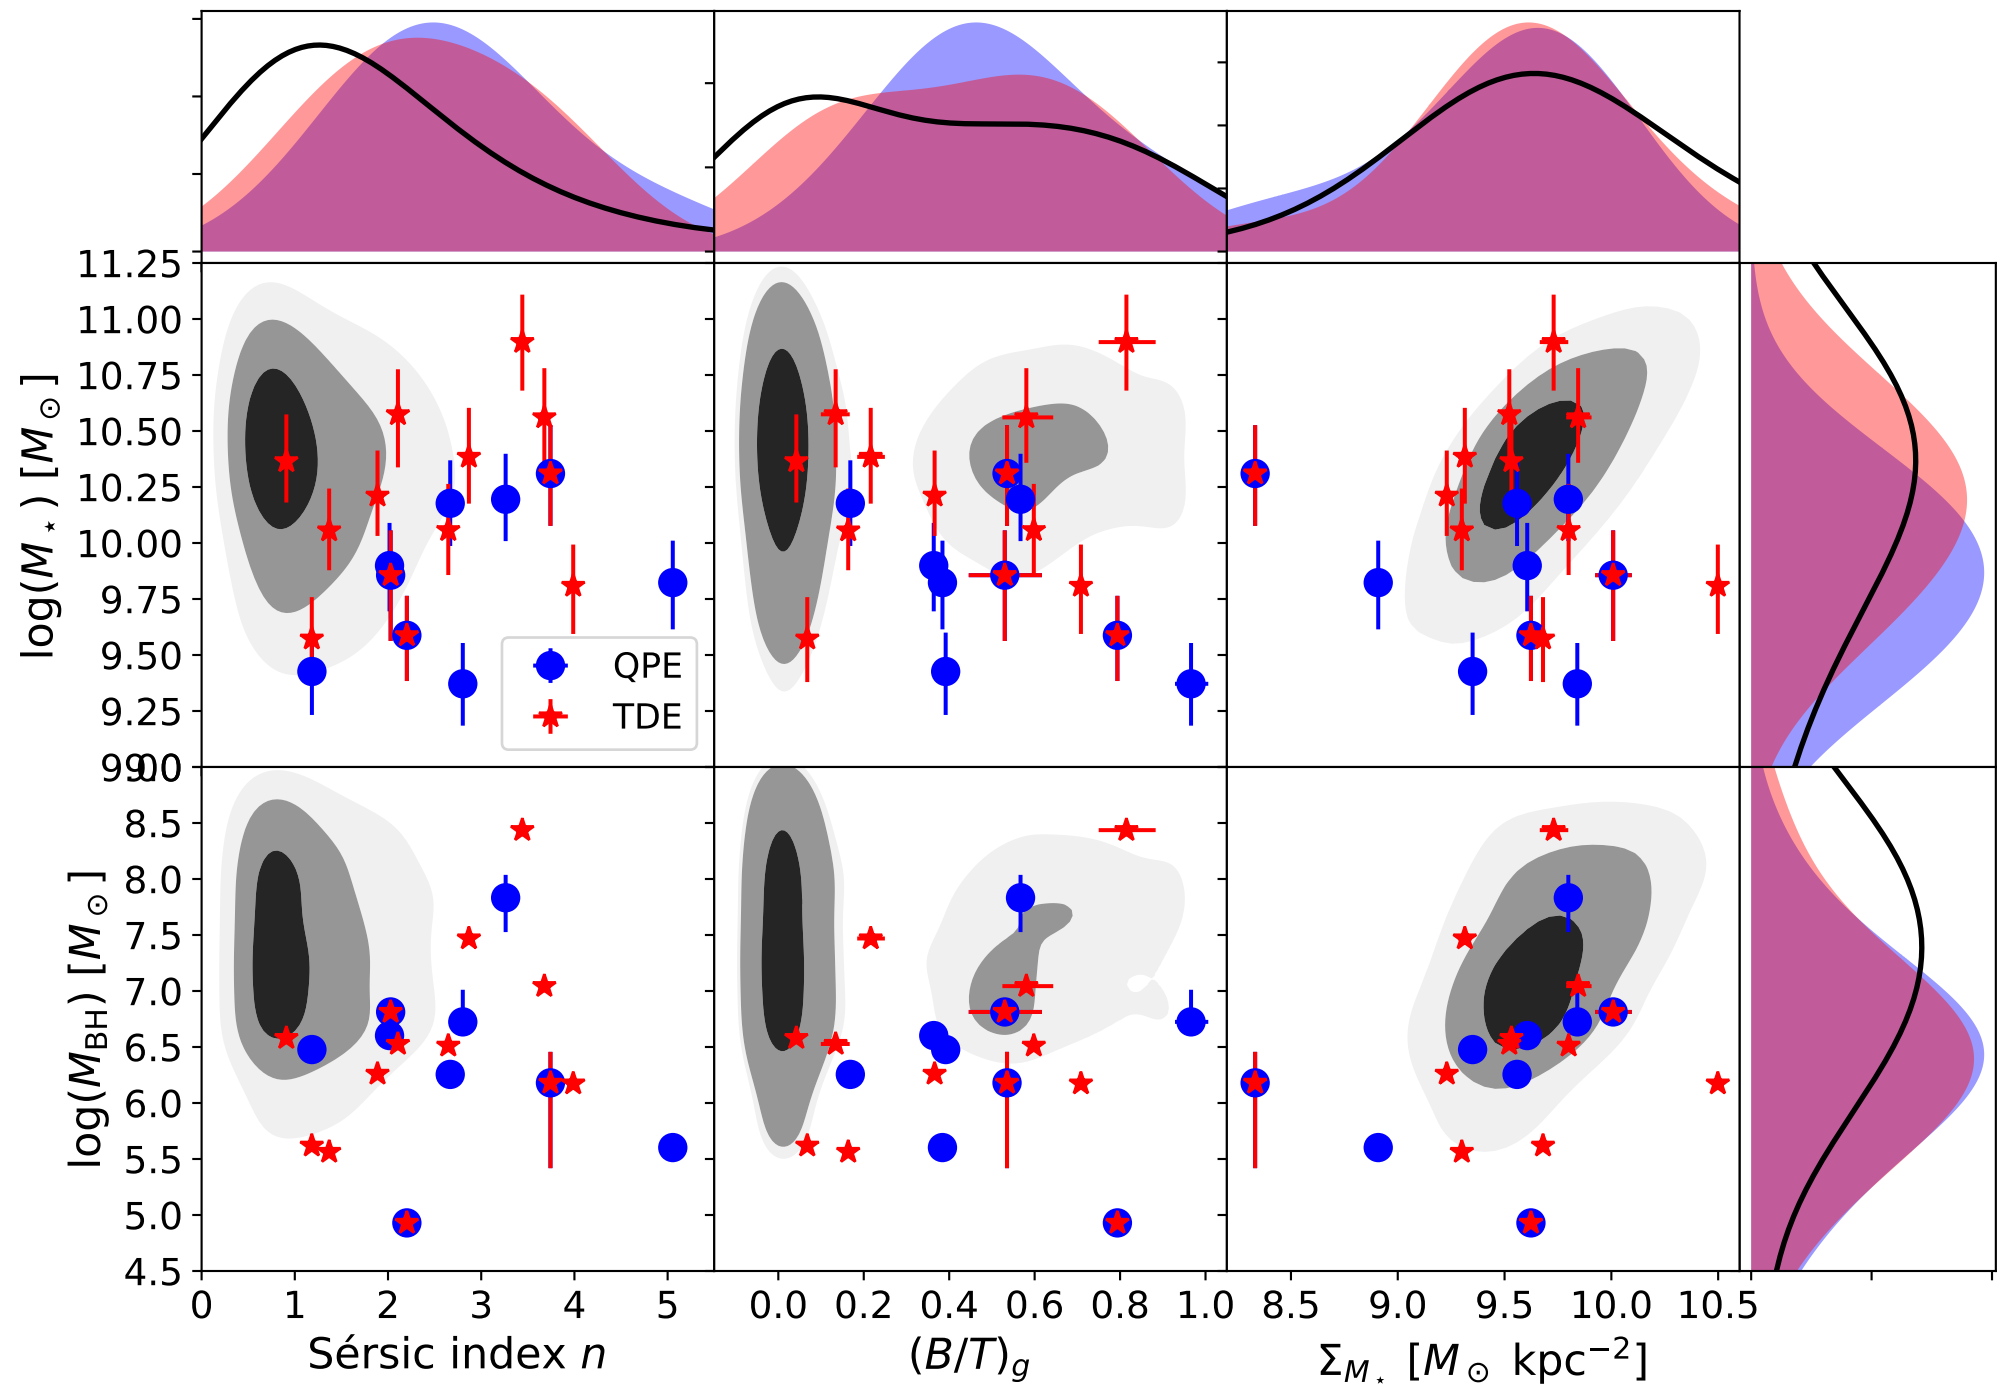 11.25
11.00
10.75
10.50
10.25
10.00
9.75
9.50
9.25
9.00
log(M⋆) [M⊙]
QPE
TDE
9.0
8.5
8.0
7.5
7.0
6.5
6.0
5.5
5.0
4.5
log(M_BH) [M⊙]
0 1 2 3 4 5
0.0 0.2 0.4 0.6 0.8 1.0
8.5 9.0 9.5 10.0 10.5
Sérsic index n
(B/T)_g
Σ_M⋆ [M⊙ kpc⁻²]